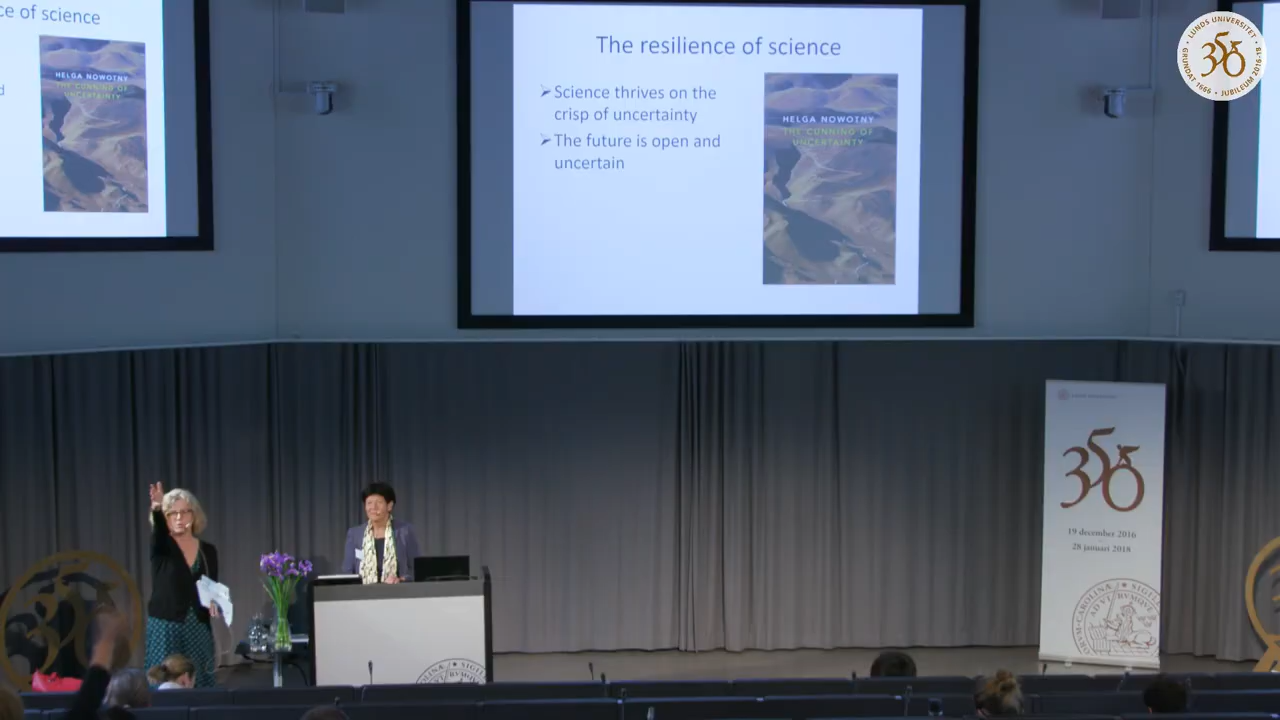 ce of science
HELGA NOWOTNY
THE CUNNING OF
UNCERTAINTY
d
The resilience of science
➢Science thrives on the
crisp of uncertainty
➢The future is open and
uncertain
HELGA NOWOTNY
THE CUNNING OF
UNCERTAINTY
LUNDS UNIVERSITET
350
GRUNDAT 1666 • JUBILEUM 2016-18
350
19 december 2016
28 januari 2018
350